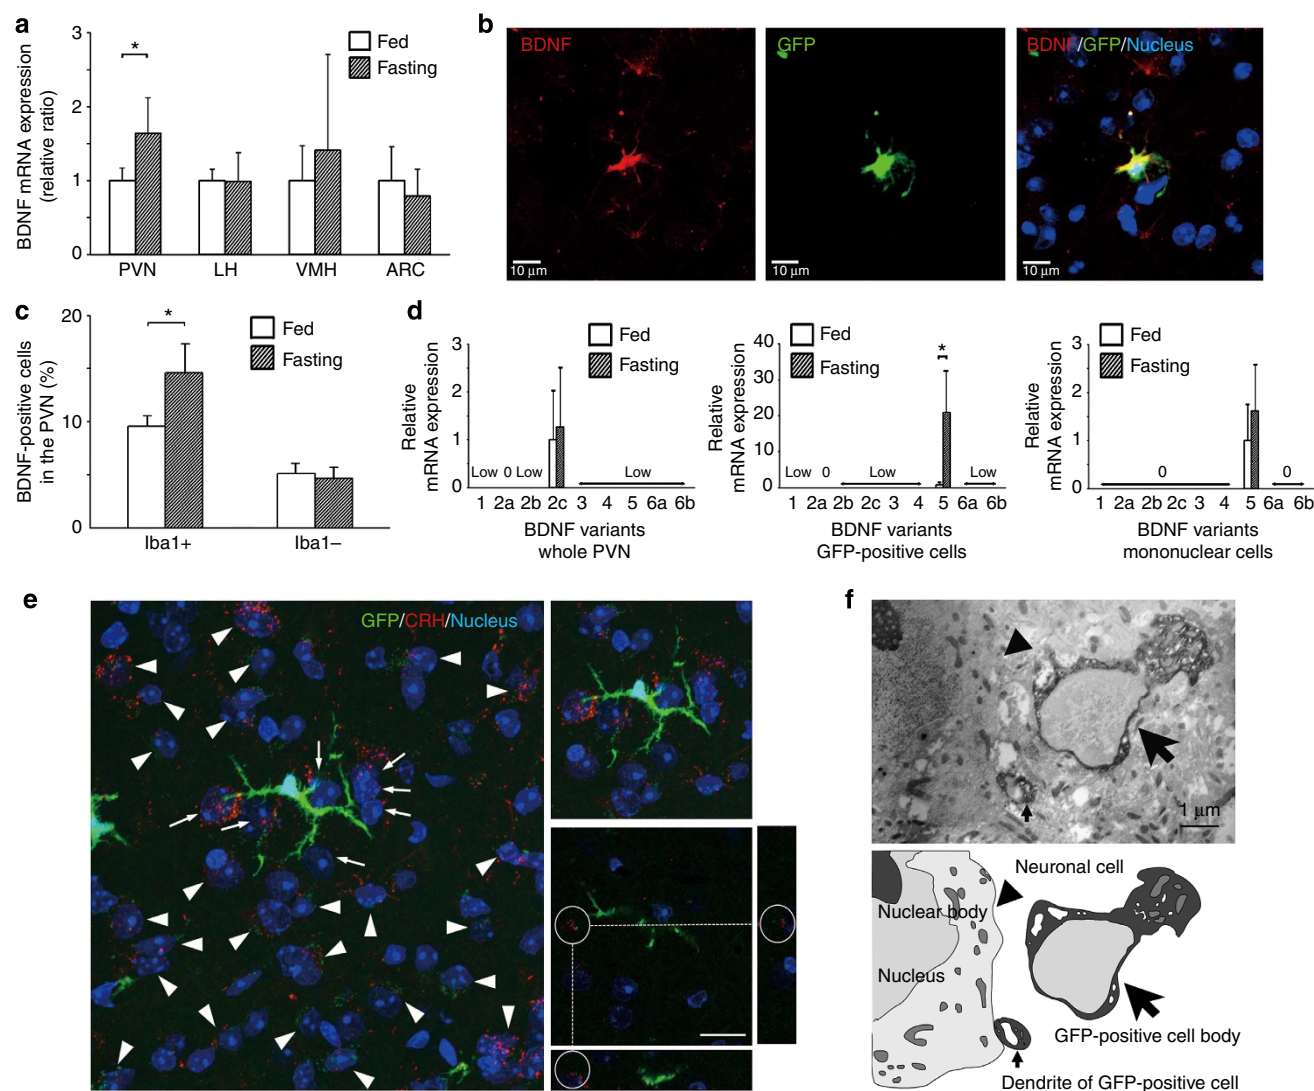 a
BDNF mRNA expression
(relative ratio)
3
2
1
0
*
Fed
Fasting
PVN LH VMH ARC
b
BDNF
GFP
BDNF/GFP/Nucleus
10 µm
10 µm
10 µm
c
BDNF-positive cells
in the PVN (%)
20
10
0
*
Fed
Fasting
Iba1+ Iba1–
d
Relative
mRNA expression
3
2
1
0
Fed
Fasting
Low 0 Low Low
1 2a 2b 2c 3 4 5 6a 6b
BDNF variants
whole PVN
Relative
mRNA expression
40
30
20
10
0
Fed
Fasting
*
Low 0 Low Low
1 2a 2b 2c 3 4 5 6a 6b
BDNF variants
GFP-positive cells
Relative
mRNA expression
3
2
1
0
Fed
Fasting
0 0
1 2a 2b 2c 3 4 5 6a 6b
BDNF variants
mononuclear cells
e
GFP/CRH/Nucleus
f
1 µm
Neuronal cell
Nuclear body
Nucleus
GFP-positive cell body
Dendrite of GFP-positive cell